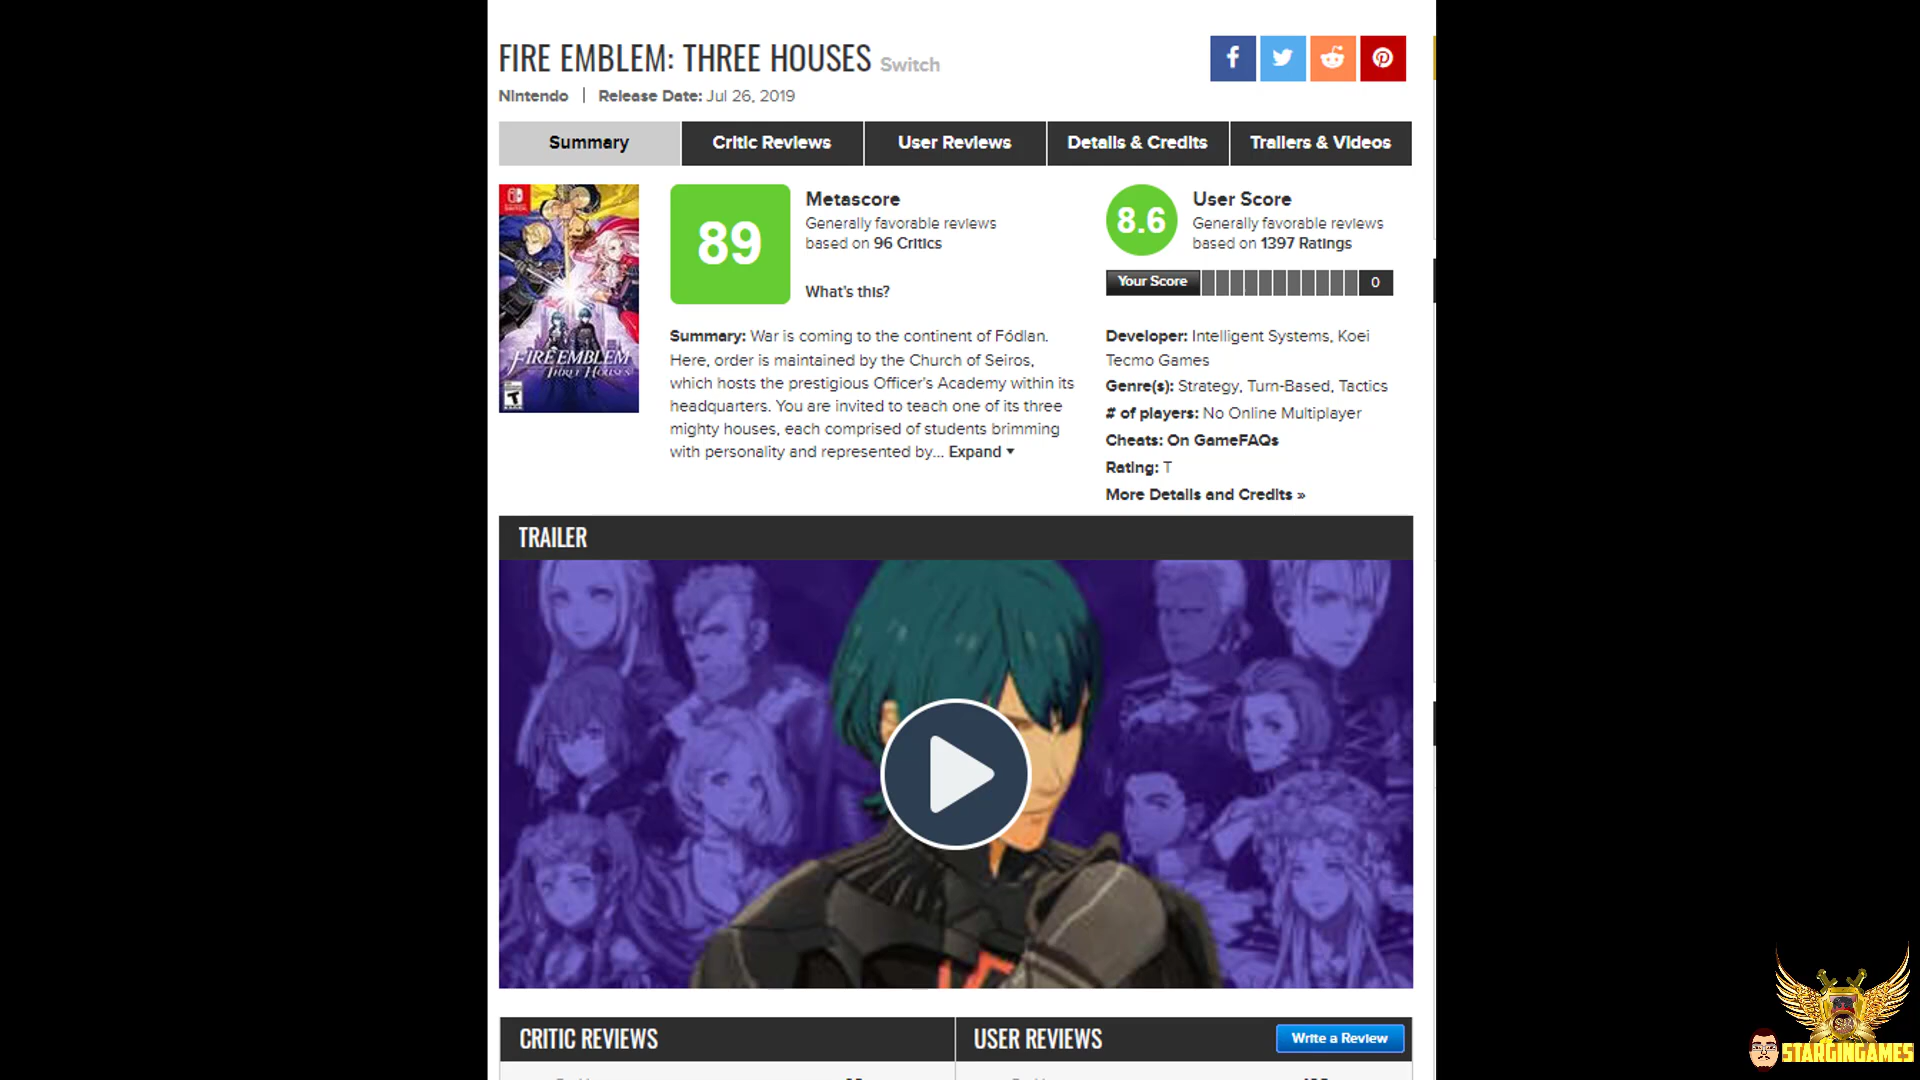 FIRE EMBLEM: THREE HOUSES Switch
Nintendo | Release Date: Jul 26, 2019
Summary Critic Reviews User Reviews Details & Credits Trailers & Videos
FIRE EMBLEM
THREE HOUSES
T
89
Metascore
Generally favorable reviews
based on 96 Critics
What's this?
8.6
User Score
Generally favorable reviews
based on 1397 Ratings
Your Score 0
Summary: War is coming to the continent of Fódlan.
Here, order is maintained by the Church of Seiros,
which hosts the prestigious Officer's Academy within its
headquarters. You are invited to teach one of its three
mighty houses, each comprised of students brimming
with personality and represented by... Expand
Developer: Intelligent Systems, Koei
Tecmo Games
Genre(s): Strategy, Turn-Based, Tactics
# of players: No Online Multiplayer
Cheats: On GameFAQs
Rating: T
More Details and Credits »
TRAILER
CRITIC REVIEWS
USER REVIEWS
Write a Review
STARGINGAMES